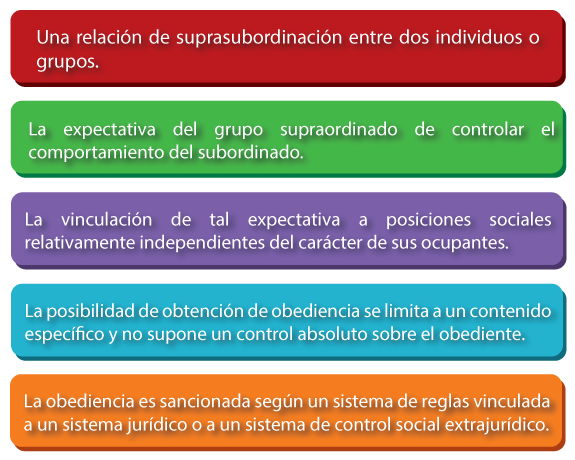 Una relación de suprasubordinación entre dos individuos o
grupos.
La expectativa del grupo supraordinado de controlar el
comportamiento del subordinado.
La vinculación de tal expectativa a posiciones sociales
relativamente independientes del carácter de sus ocupantes.
La posibilidad de obtención de obediencia se limita a un contenido
específico y no supone un control absoluto sobre el obediente.
La obediencia es sancionada según un sistema de reglas vinculada
a un sistema jurídico o a un sistema de control social extrajurídico.